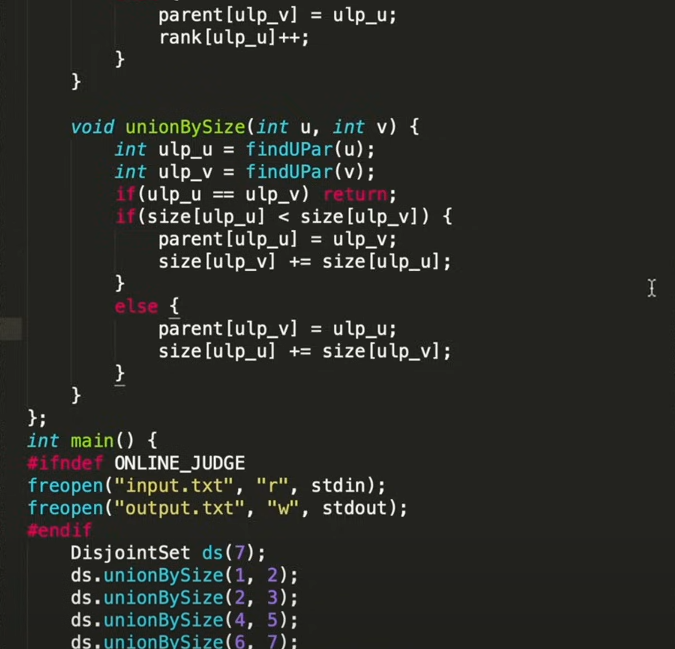 parent[ulp_v] = ulp_u;
rank[ulp_u]++;
}
}
void unionBySize(int u, int v) {
int ulp_u = findUPar(u);
int ulp_v = findUPar(v);
if(ulp_u == ulp_v) return;
if(size[ulp_u] < size[ulp_v]) {
parent[ulp_u] = ulp_v;
size[ulp_v] += size[ulp_u];
}
else {
parent[ulp_v] = ulp_u;
size[ulp_u] += size[ulp_v];
}
}
};
int main() {
#ifndef ONLINE_JUDGE
freopen("input.txt", "r", stdin);
freopen("output.txt", "w", stdout);
#endif
DisjointSet ds(7);
ds.unionBySize(1, 2);
ds.unionBySize(2, 3);
ds.unionBySize(4, 5);
ds.unionBySize(6, 7);